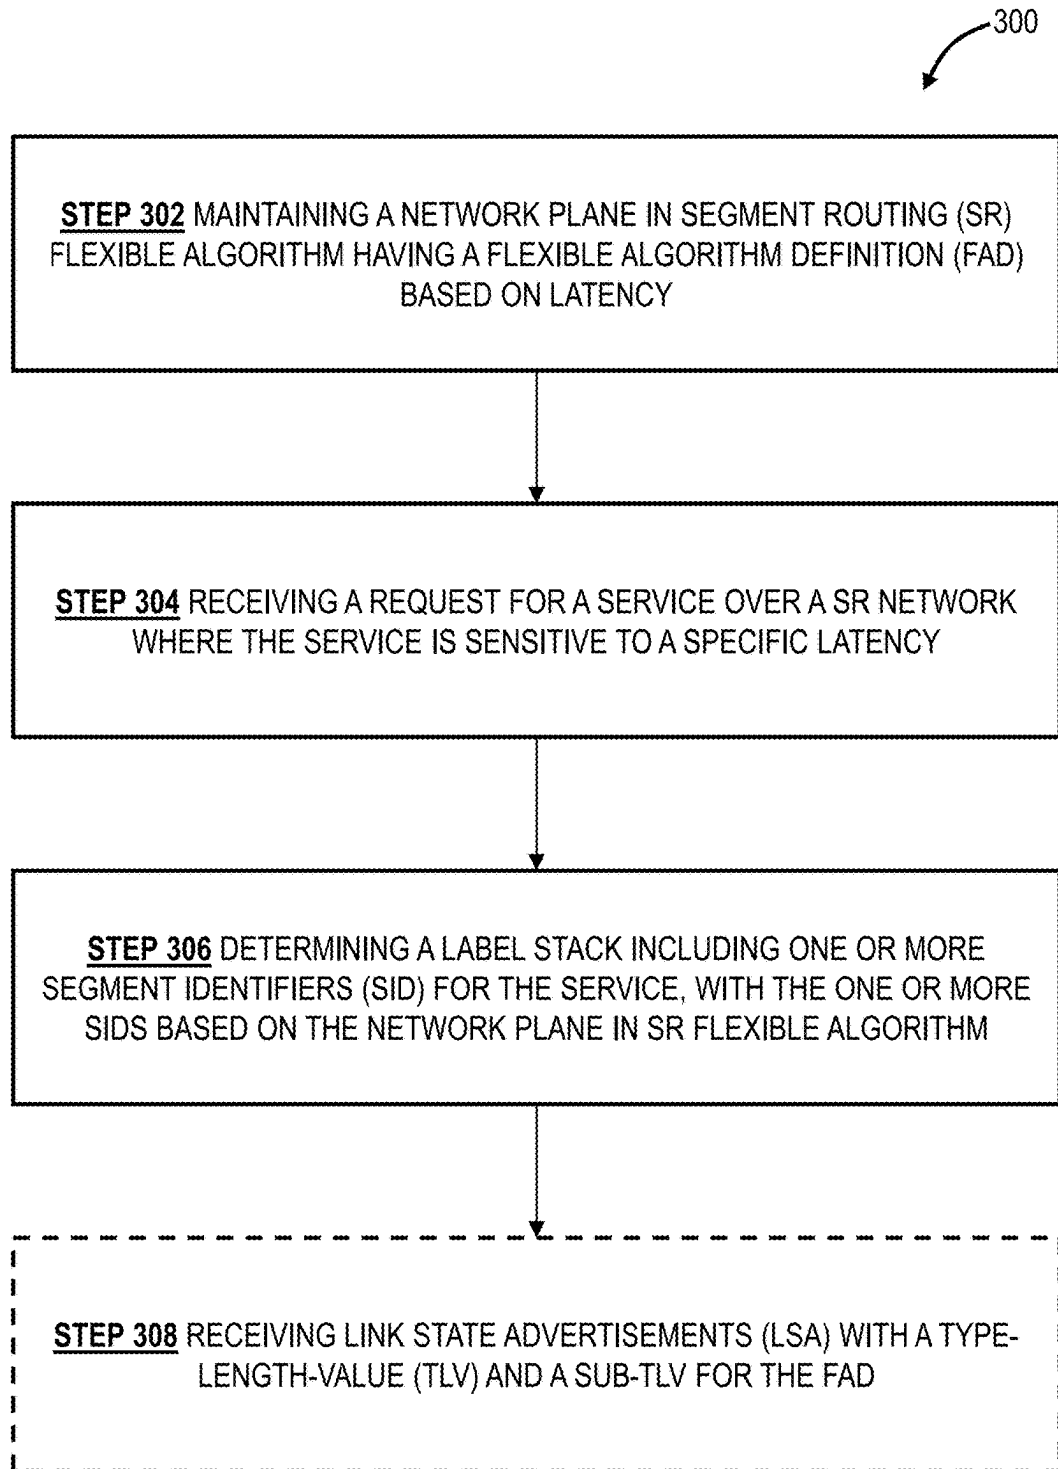 300
STEP 302 MAINTAINING A NETWORK PLANE IN SEGMENT ROUTING (SR)
FLEXIBLE ALGORITHM HAVING A FLEXIBLE ALGORITHM DEFINITION (FAD)
BASED ON LATENCY
STEP 304 RECEIVING A REQUEST FOR A SERVICE OVER A SR NETWORK
WHERE THE SERVICE IS SENSITIVE TO A SPECIFIC LATENCY
STEP 306 DETERMINING A LABEL STACK INCLUDING ONE OR MORE
SEGMENT IDENTIFIERS (SID) FOR THE SERVICE, WITH THE ONE OR MORE
SIDS BASED ON THE NETWORK PLANE IN SR FLEXIBLE ALGORITHM
STEP 308 RECEIVING LINK STATE ADVERTISEMENTS (LSA) WITH A TYPE-
LENGTH-VALUE (TLV) AND A SUB-TLV FOR THE FAD